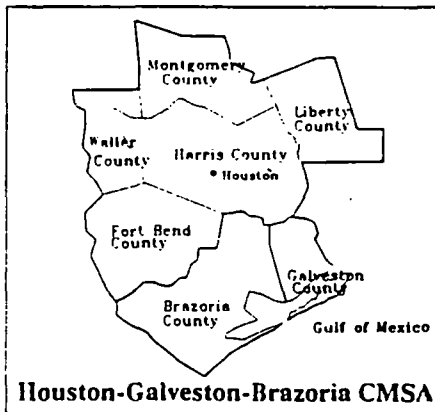 Montgomery
County
Liberty
County
Waller
County
Harris County
Houston
Fort Bend
County
Galveston
County
Brazoria
County
Gulf of Mexico
Houston-Galveston-Brazoria CMSA